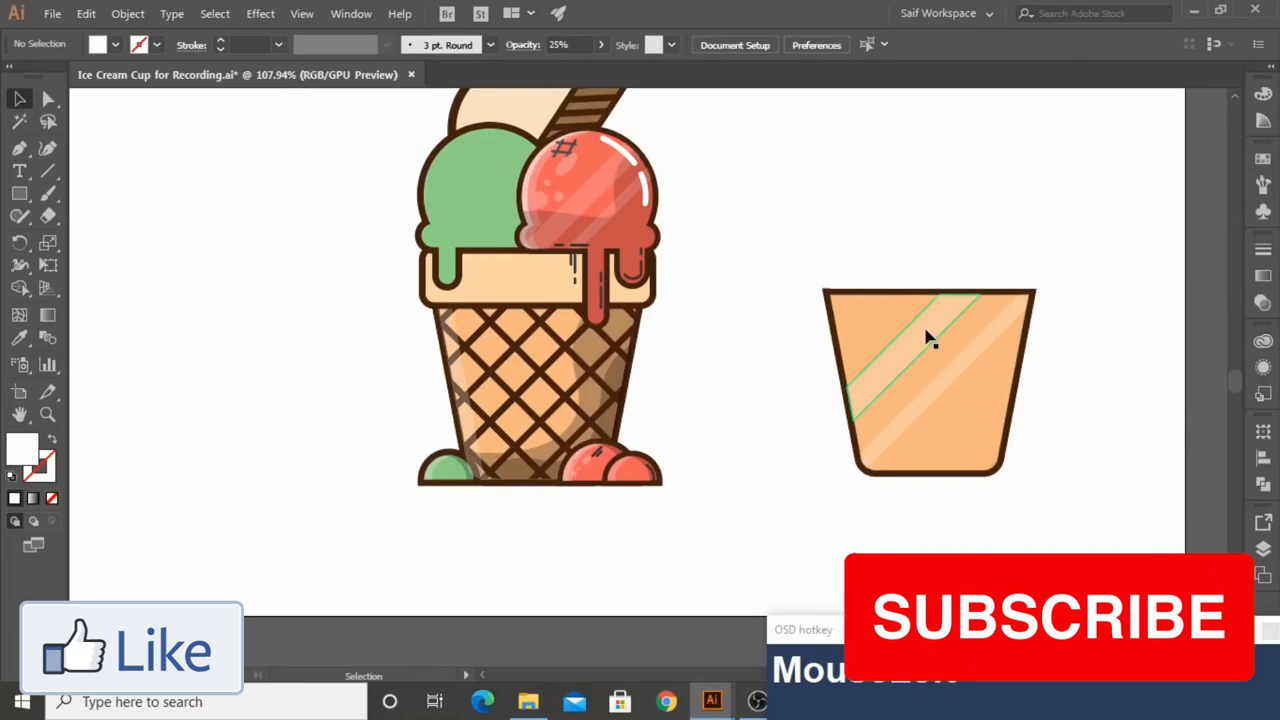 Ai File Edit Object Type Select Effect View Window Help Br St Saif Workspace Search Adobe Stock
No Selection Stroke: 3 pt. Round Opacity: 25% Style: Document Setup Preferences
Ice Cream Cup for Recording.ai* @ 107.94% (RGB/GPU Preview)
SUBSCRIBE
OSD hotkey
Like
Selection
Type here to search
Ai